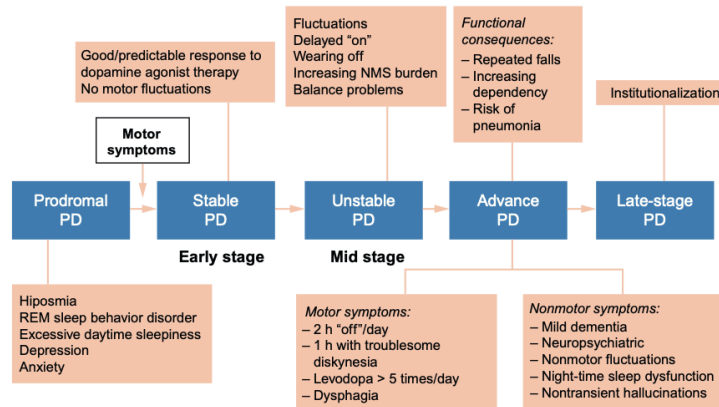 Good/predictable response to
dopamine agonist therapy
No motor fluctuations
Fluctuations
Delayed "on"
Wearing off
Increasing NMS burden
Balance problems
Functional
consequences:
– Repeated falls
– Increasing
dependency
– Risk of
pneumonia
Institutionalization
Motor
symptoms
Prodromal
PD
Stable
PD
Unstable
PD
Advance
PD
Late-stage
PD
Early stage
Mid stage
Hiposmia
REM sleep behavior disorder
Excessive daytime sleepiness
Depression
Anxiety
Motor symptoms:
– 2 h "off"/day
– 1 h with troublesome
diskynesia
– Levodopa > 5 times/day
– Dysphagia
Nonmotor symptoms:
– Mild dementia
– Neuropsychiatric
– Nonmotor fluctuations
– Night-time sleep dysfunction
– Nontransient hallucinations